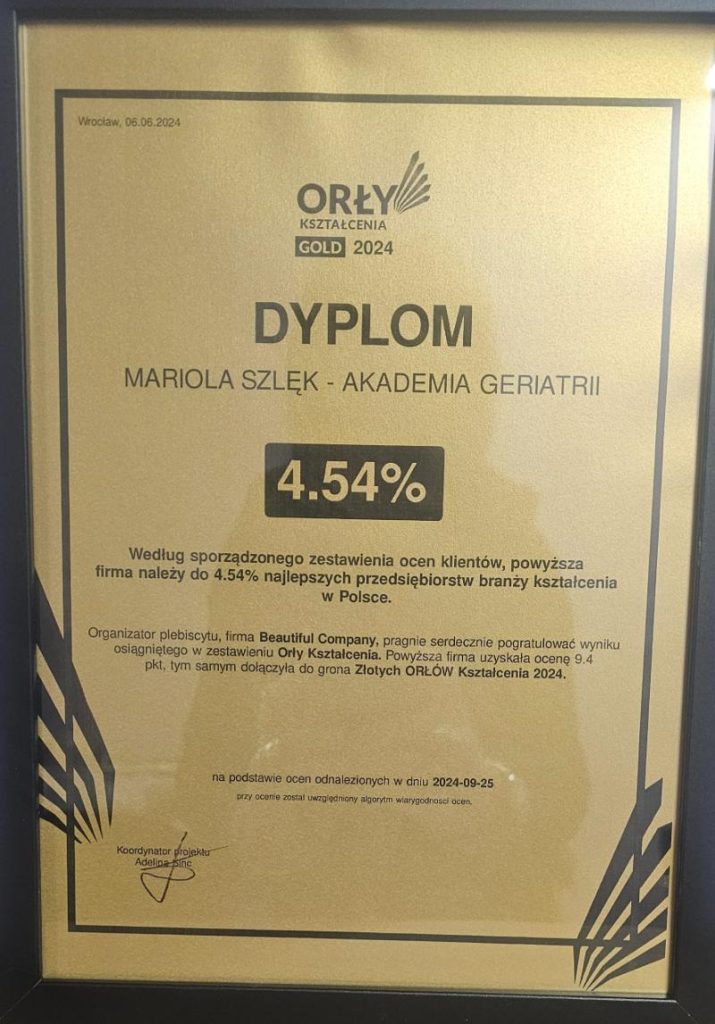 Wrocław, 06.06.2024
ORŁY
KSZTAŁCENIA
GOLD 2024
DYPLOM
MARIOLA SZLĘK - AKADEMIA GERIATRII
4.54%
Według sporządzonego zestawienia ocen klientów, powyższa
firma należy do 4.54% najlepszych przedsiębiorstw branży kształcenia
w Polsce.
Organizator plebiscytu, firma Beautiful Company, pragnie serdecznie pogratulować wyniku
osiągniętego w zestawieniu Orły Kształcenia. Powyższa firma uzyskała ocenę 9.4
pkt, tym samym dołączyła do grona Złotych ORŁÓW Kształcenia 2024.
na podstawie ocen odnalezionych w dniu 2024-09-25
przy ocenie został uwzględniony algorytm wiarygodności ocen.
Koordynator projektu
Adelina